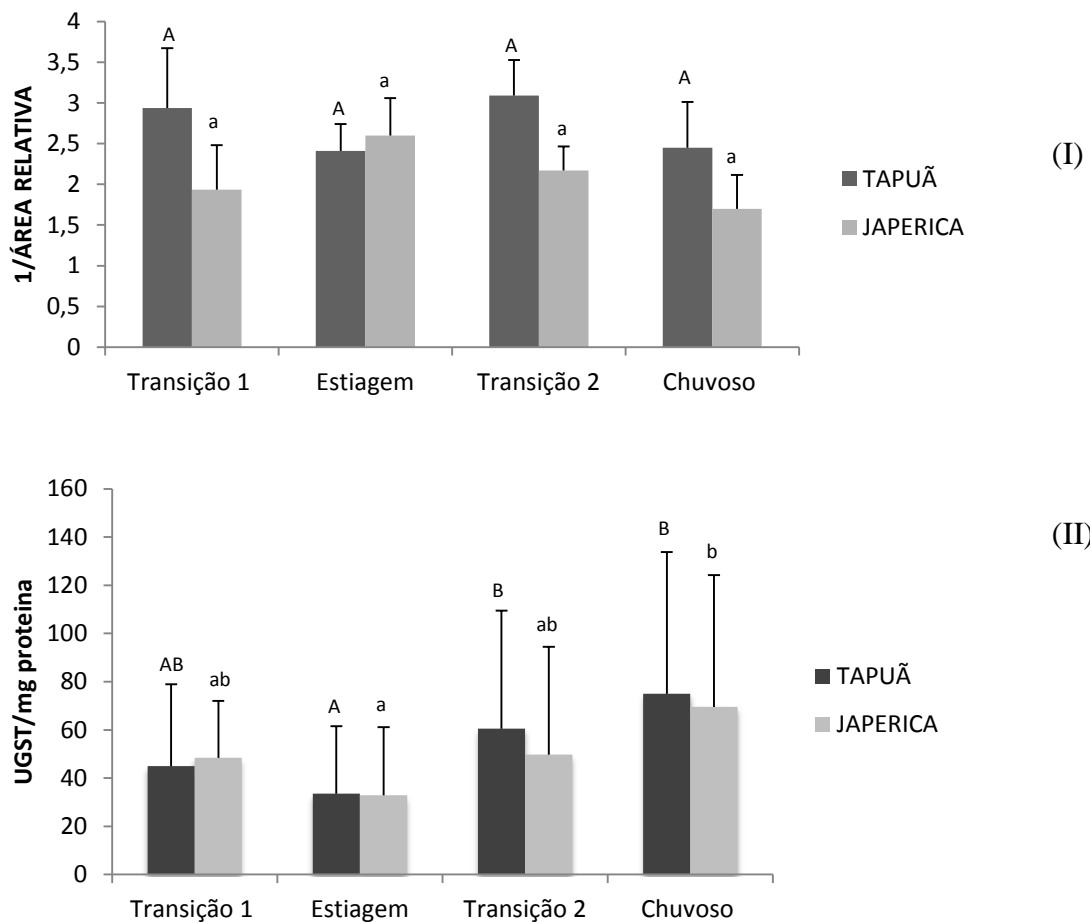 4
3,5
3
2,5
2
1,5
1
0,5
0
1/ÁREA RELATIVA
A
a
A
a
A
a
A
a
Transição 1
Estiagem
Transição 2
Chuvoso
TAPUÃ
JAPERICA
(I)
160
140
120
100
80
60
40
20
0
UGST/mg proteina
AB
ab
A
a
B
ab
B
b
Transição 1
Estiagem
Transição 2
Chuvoso
TAPUÃ
JAPERICA
(II)